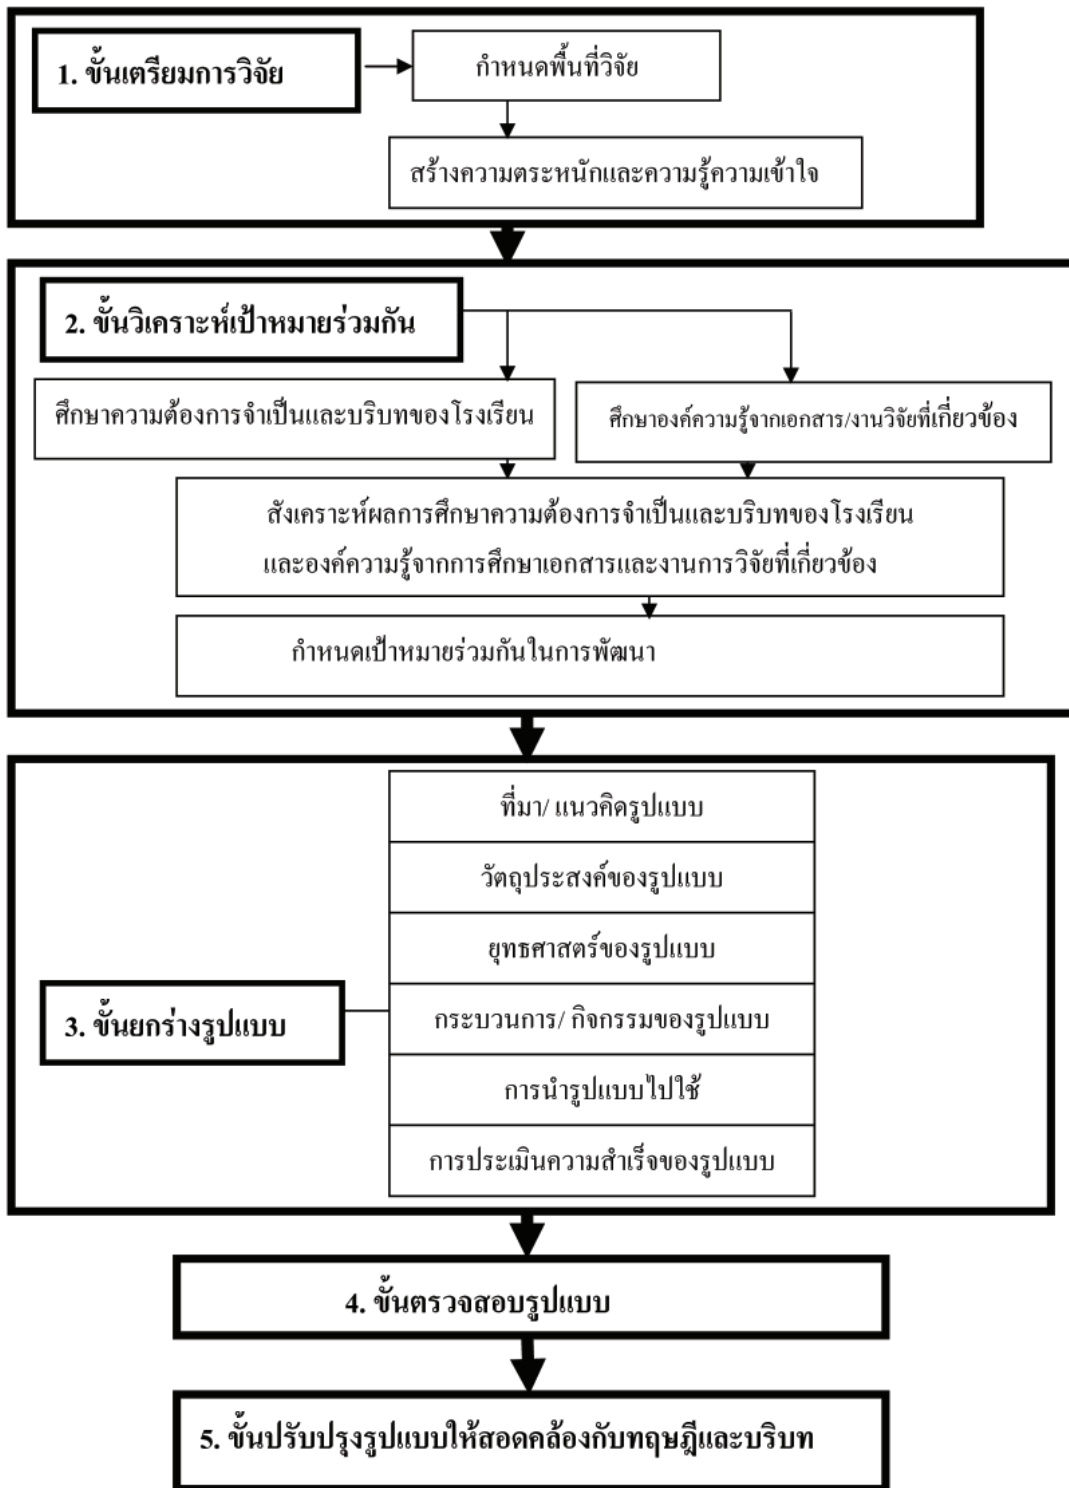 1. ขั้นเตรียมการวิจัย
กำหนดพื้นที่วิจัย
สร้างความตระหนักและความรู้ความเข้าใจ
2. ขั้นวิเคราะห์เป้าหมายร่วมกัน
ศึกษาความต้องการจำเป็นและบริบทของโรงเรียน
ศึกษาองค์ความรู้จากเอกสาร/งานวิจัยที่เกี่ยวข้อง
สังเคราะห์ผลการศึกษาความต้องการจำเป็นและบริบทของโรงเรียน
และองค์ความรู้จากการศึกษาเอกสารและงานการวิจัยที่เกี่ยวข้อง
กำหนดเป้าหมายร่วมกันในการพัฒนา
ที่มา/ แนวคิดรูปแบบ
วัตถุประสงค์ของรูปแบบ
ยุทธศาสตร์ของรูปแบบ
3. ขั้นยกร่างรูปแบบ
กระบวนการ/ กิจกรรมของรูปแบบ
การนำรูปแบบไปใช้
การประเมินความสำเร็จของรูปแบบ
4. ขั้นตรวจสอบรูปแบบ
5. ขั้นปรับปรุงรูปแบบให้สอดคล้องกับทฤษฎีและบริบท